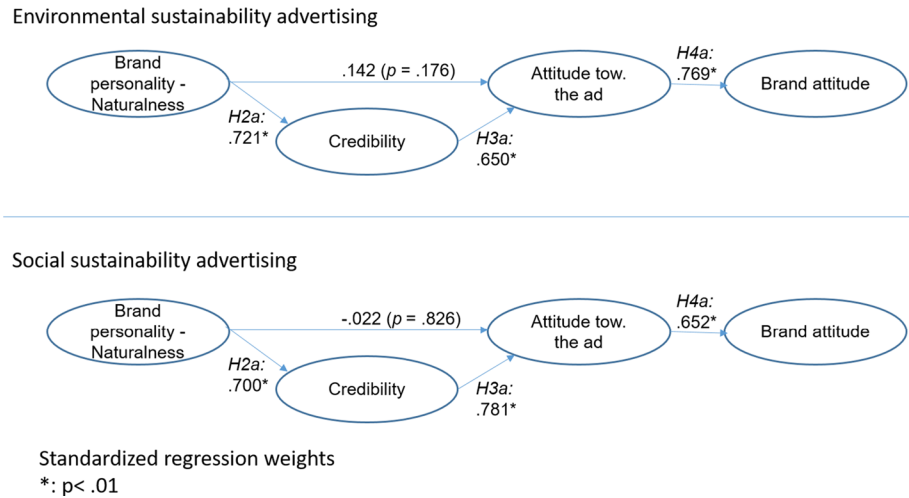 Environmental sustainability advertising
Brand
personality -
Naturalness
.142 (p = .176)
Attitude tow.
the ad
H4a:
.769*
Brand attitude
H2a:
.721*
Credibility
H3a:
.650*
Social sustainability advertising
Brand
personality -
Naturalness
-.022 (p = .826)
Attitude tow.
the ad
H4a:
.652*
Brand attitude
H2a:
.700*
Credibility
H3a:
.781*
Standardized regression weights
*: p< .01